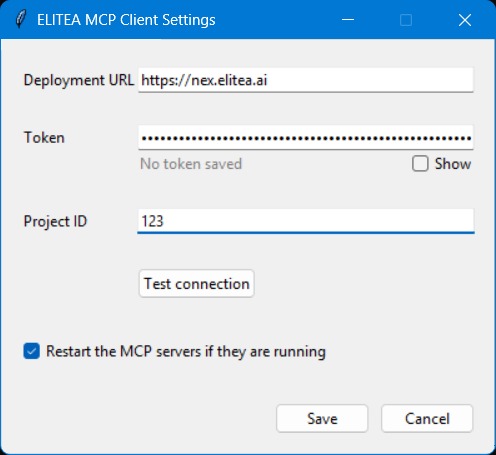 ELITEA MCP Client Settings
Deployment URL https://nex.elitea.ai
Token ••••••••••••••••••••••••••••••••••••••••••••••••••••
No token saved Show
Project ID 123
Test connection
Restart the MCP servers if they are running
Save Cancel